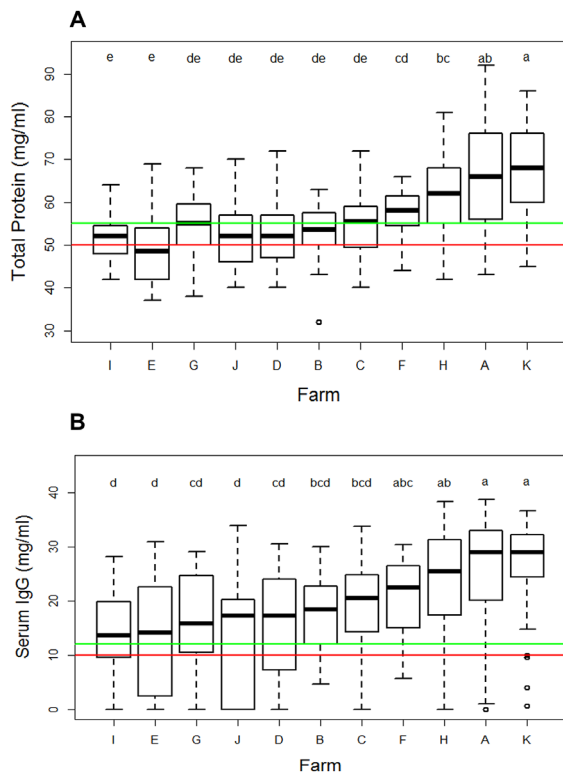 A
e e de de de de de cd bc ab a
Total Protein (mg/ml)
90
80
70
60
50
40
30
I E G J D B C F H A K
Farm
B
d d cd d cd bcd bcd abc ab a a
Serum IgG (mg/ml)
40
30
20
10
0
I E G J D B C F H A K
Farm